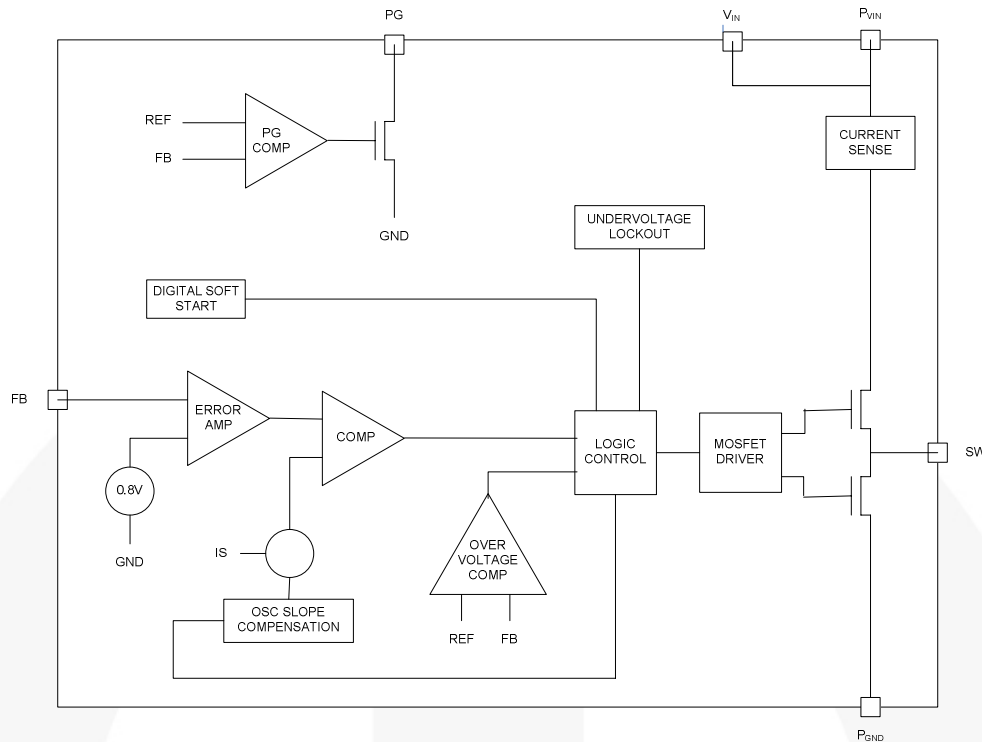 PG
VIN
PVIN
REF
FB
PG
COMP
CURRENT
SENSE
GND
UNDERVOLTAGE
LOCKOUT
DIGITAL SOFT
START
FB
ERROR
AMP
COMP
LOGIC
CONTROL
MOSFET
DRIVER
SW
0.8V
GND
IS
OVER
VOLTAGE
COMP
OSC SLOPE
COMPENSATION
REF
FB
PGND